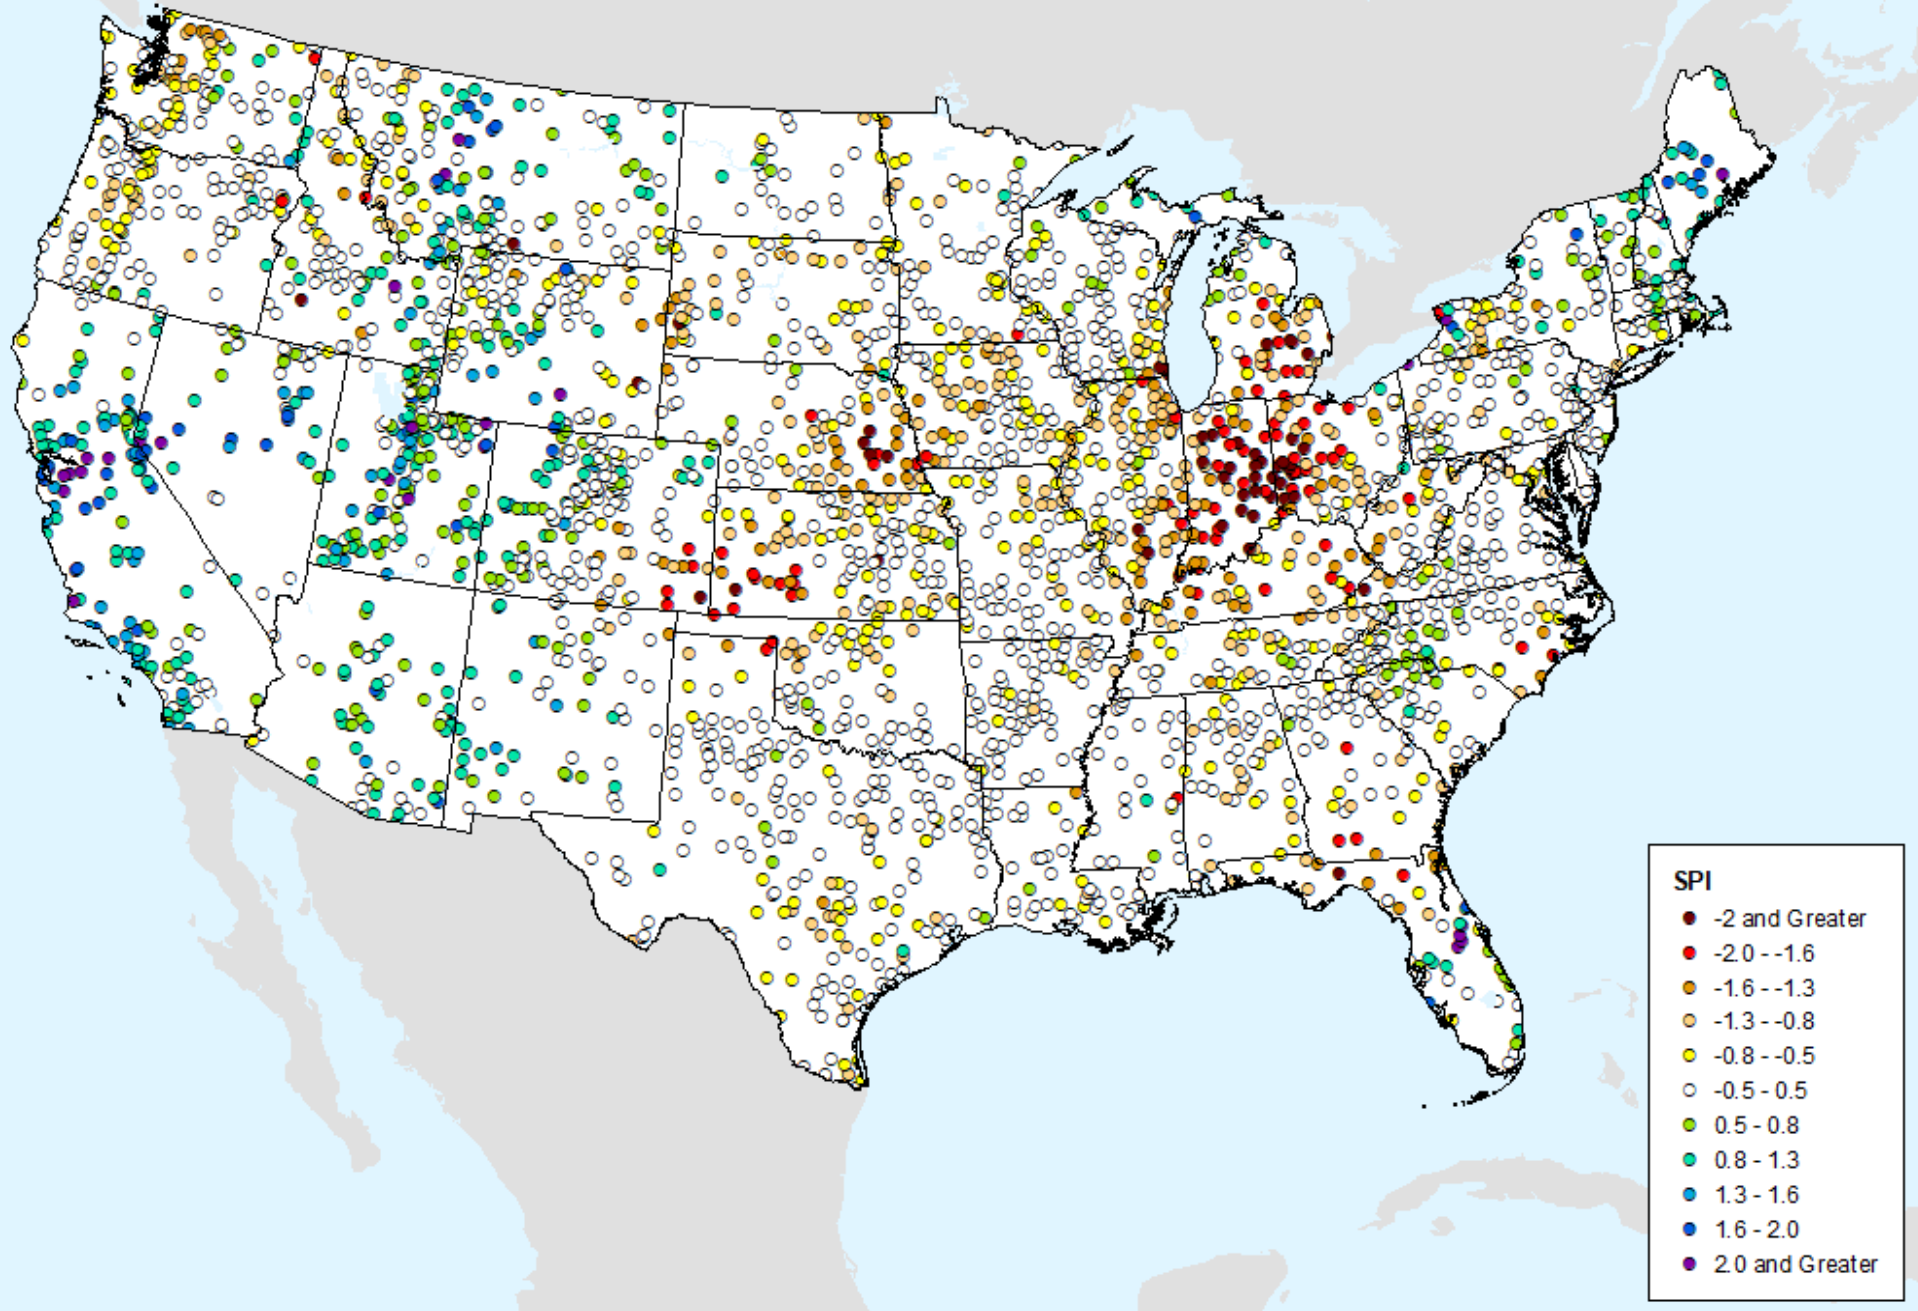 SPI
-2 and Greater
-2.0 - -1.6
-1.6 - -1.3
-1.3 - -0.8
-0.8 - -0.5
-0.5 - 0.5
0.5 - 0.8
0.8 - 1.3
1.3 - 1.6
1.6 - 2.0
2.0 and Greater